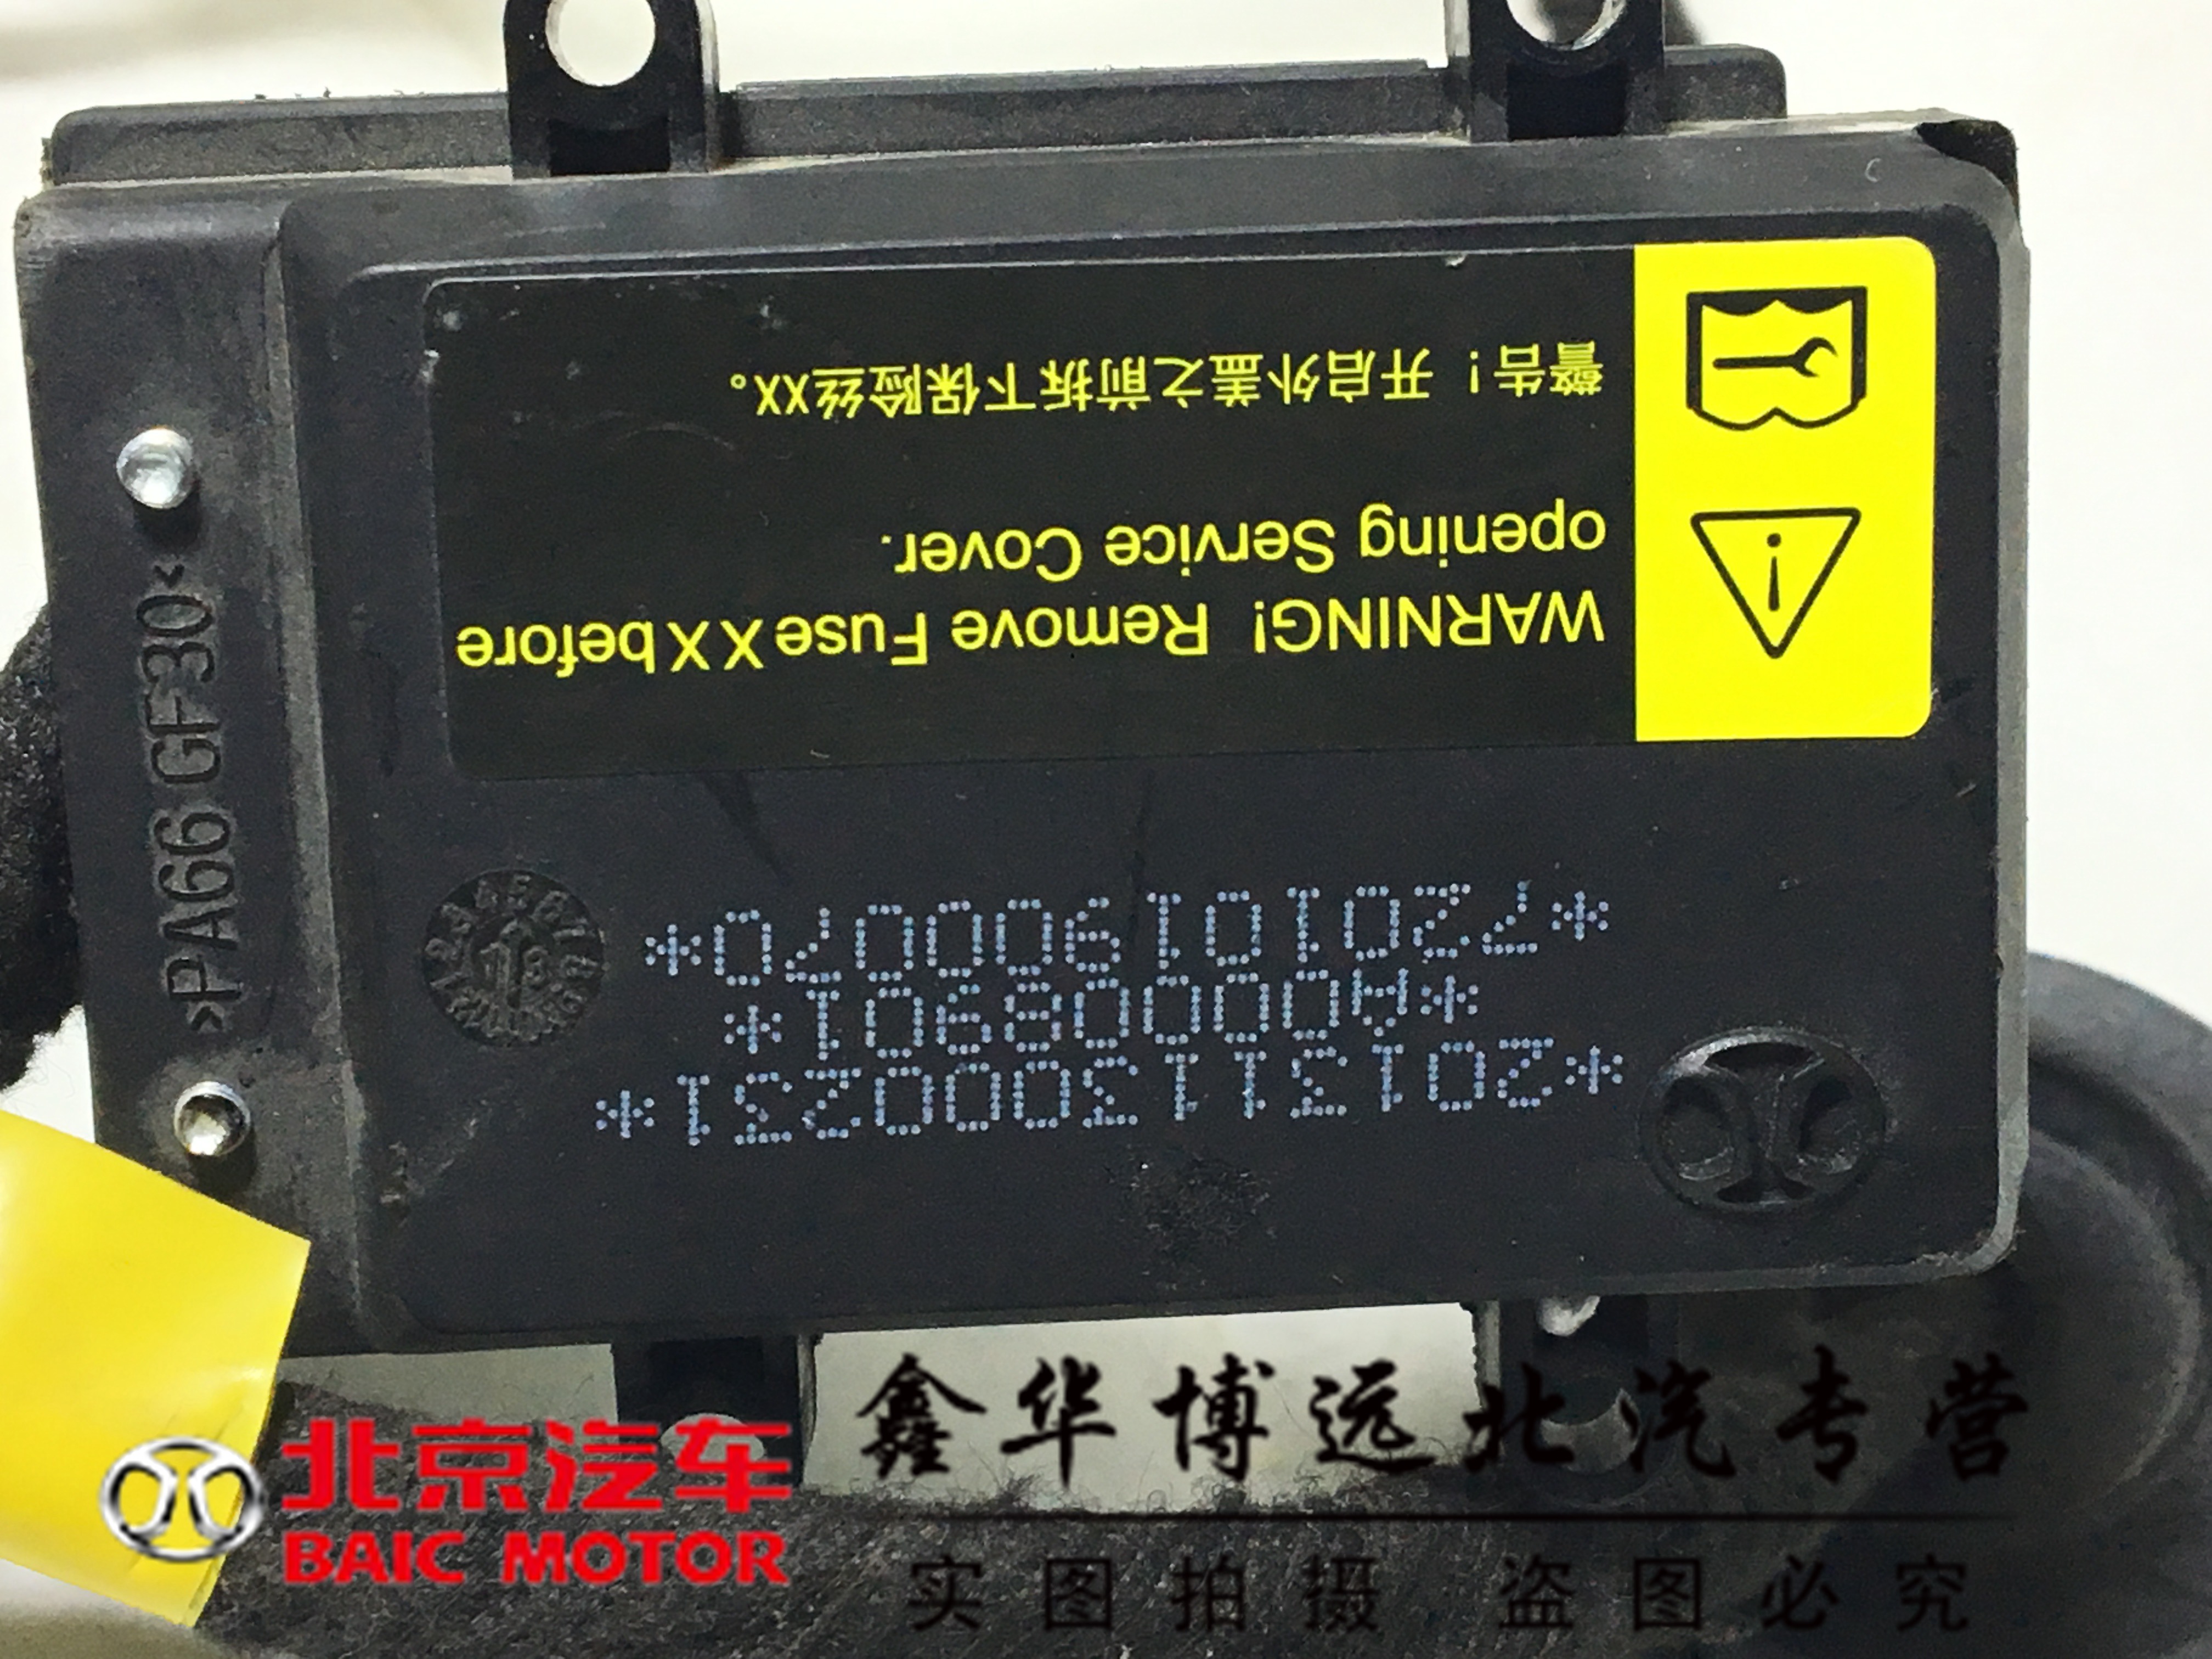 *2013113000231*
*A00008901*
*720101900070*
WARNING! Remove Fuse XX before
opening Service Cover.
警告！开启外盖之前拆下保险丝XX。
>PA66 GF30<
北京汽车
BAIC MOTOR
鑫华博远北汽专营
实图拍摄 盗图必究